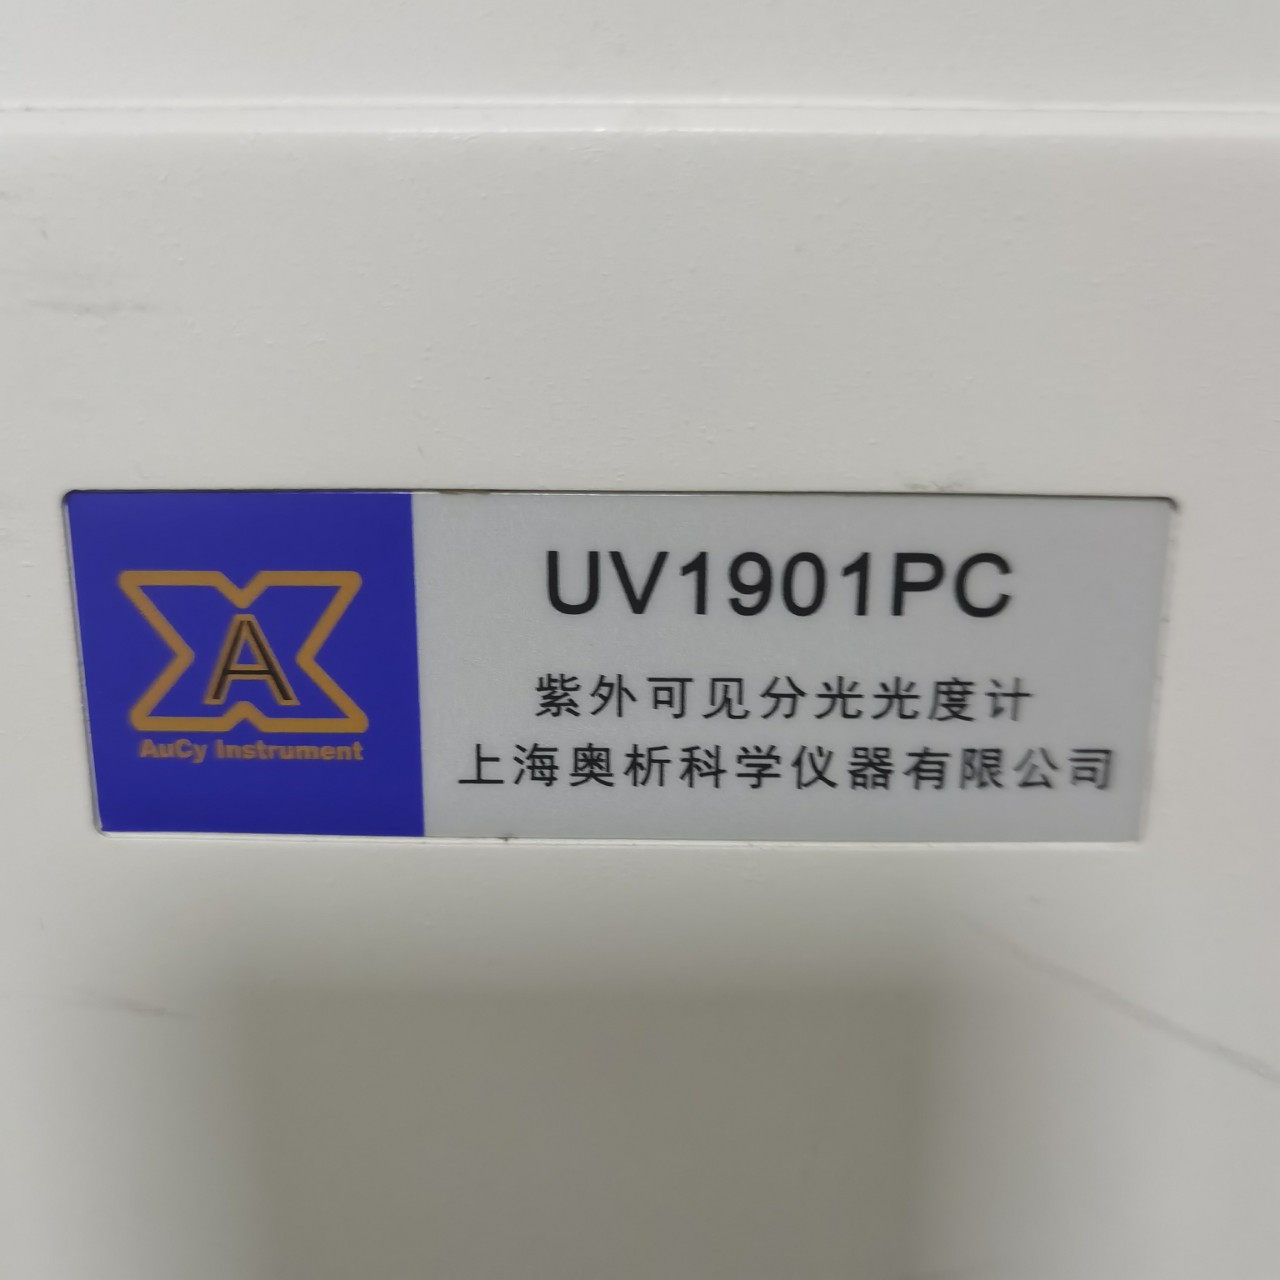 UV1901PC
紫外可见分光光度计
上海奥析科学仪器有限公司
A
AuCy Instrument